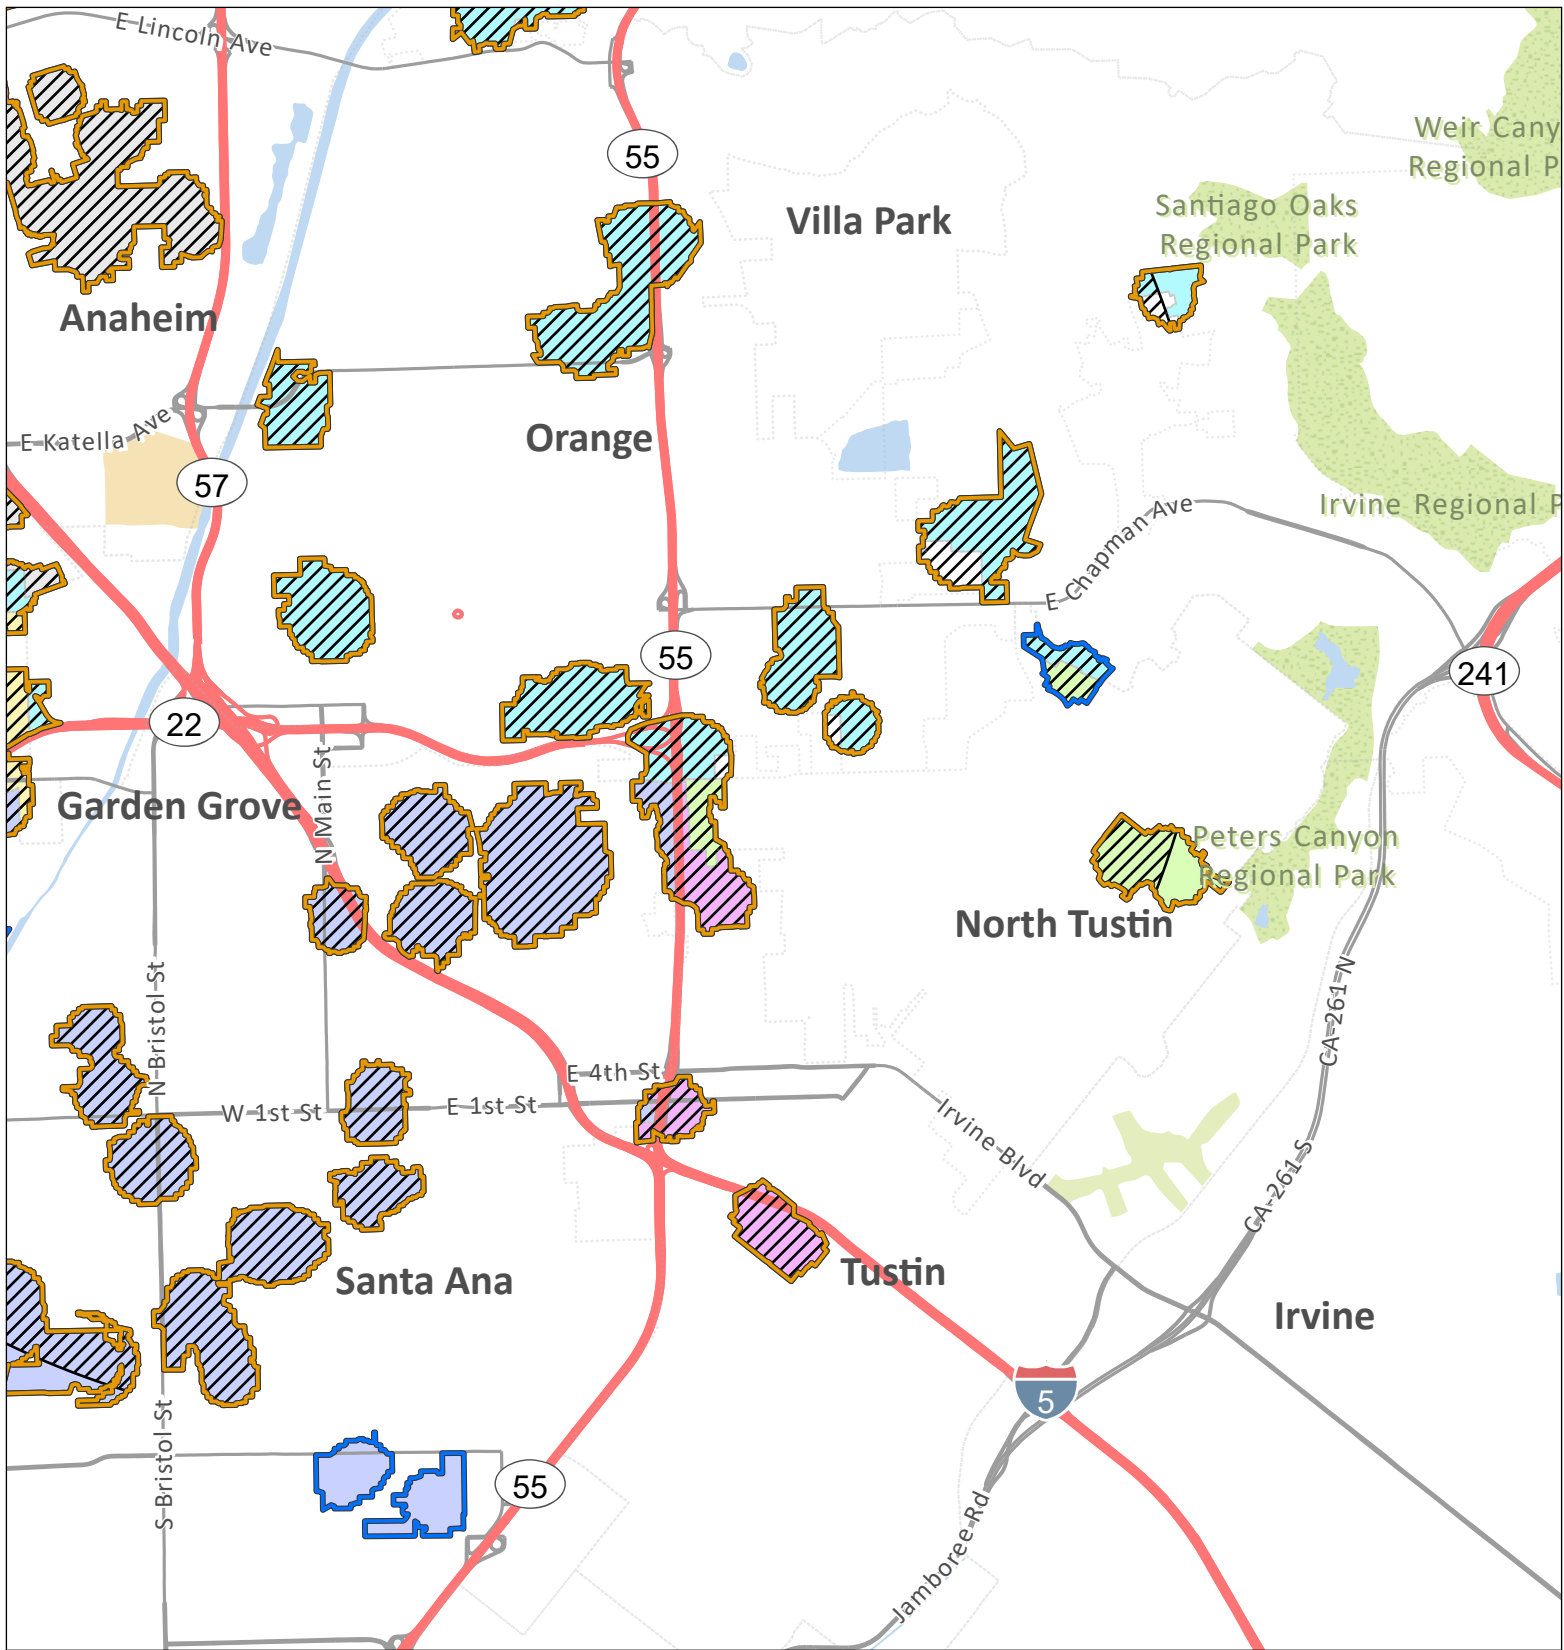 E Lincoln Ave
Weir Cany
Regional P
55
Villa Park
Santiago Oaks
Regional Park
Anaheim
E Katella Ave
Orange
57
Irvine Regional P
E Chapman Ave
55
241
22
N Main St
Garden Grove
Peters Canyon
Regional Park
North Tustin
N Bristol St
CA-261 N
E 4th St
W 1st St
E 1st St
Irvine Blvd
CA-261 S
Santa Ana
Tustin
Irvine
5
S Bristol St
55
Jamboree Rd